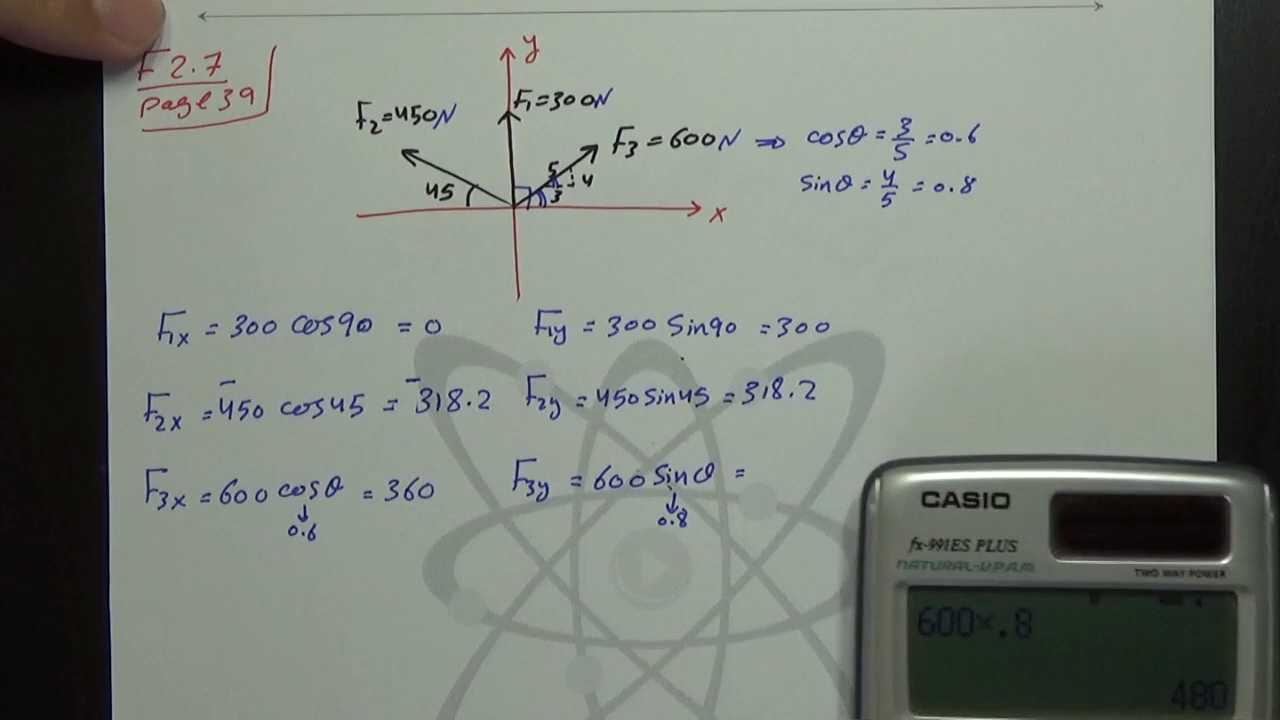 F 2.7
page 39
y
F₁=300N
F₂=450N
F₃=600N ⇒ cosθ = 3/5 = 0.6
sinθ = 4/5 = 0.8
45
5
4
3
x
F₁x = 300 cos90 = 0
F₁y = 300 Sin90 = 300
F₂x = -450 cos45 = -318.2
F₂y = 450 sin45 = 318.2
F₃x = 600 cosθ = 360
↓
0.6
F₃y = 600 Sinθ =
↓
0.8
CASIO
fx-991ES PLUS
NATURAL-V.P.A.M.
TWO WAY POWER
600×.8
480